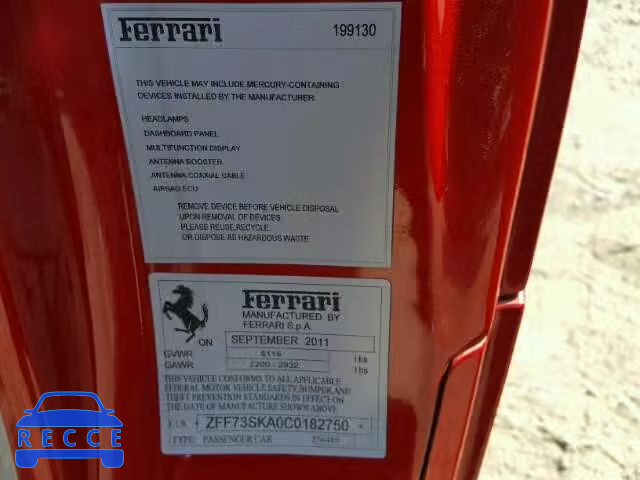 Ferrari 199130
THIS VEHICLE MAY INCLUDE MERCURY-CONTAINING
DEVICES INSTALLED BY THE MANUFACTURER:
HEADLAMPS
DASHBOARD PANEL
MULTIFUNCTION DISPLAY
ANTENNA BOOSTER
ANTENNA COAXIAL CABLE
AIRBAG ECU
REMOVE DEVICE BEFORE VEHICLE DISPOSAL
UPON REMOVAL OF DEVICES
PLEASE REUSE, RECYCLE
OR DISPOSE AS HAZARDOUS WASTE
Ferrari
MANUFACTURED BY
FERRARI S.p.A.
ON SEPTEMBER 2011
GVWR 5115 lbs
GAWR 2200 - 2932 lbs
THIS VEHICLE CONFORMS TO ALL APPLICABLE
FEDERAL MOTOR VEHICLE SAFETY, BUMPER, AND
THEFT PREVENTION STANDARDS IN EFFECT ON
THE DATE OF MANUFACTURE SHOWN ABOVE
ZFF73SKA0C0182750
TYPE: PASSENGER CAR
RECCE